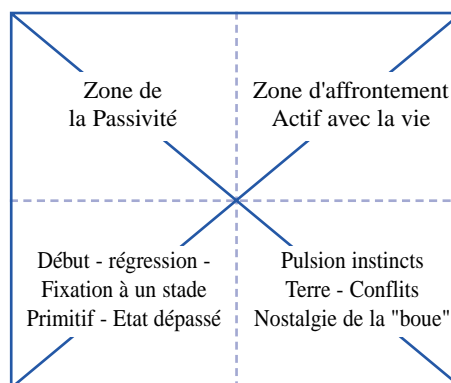 Zone de
la Passivité
Zone d'affrontement
Actif avec la vie
Début - régression -
Fixation à un stade
Primitif - Etat dépassé
Pulsion instincts
Terre - Conflits
Nostalgie de la "boue"